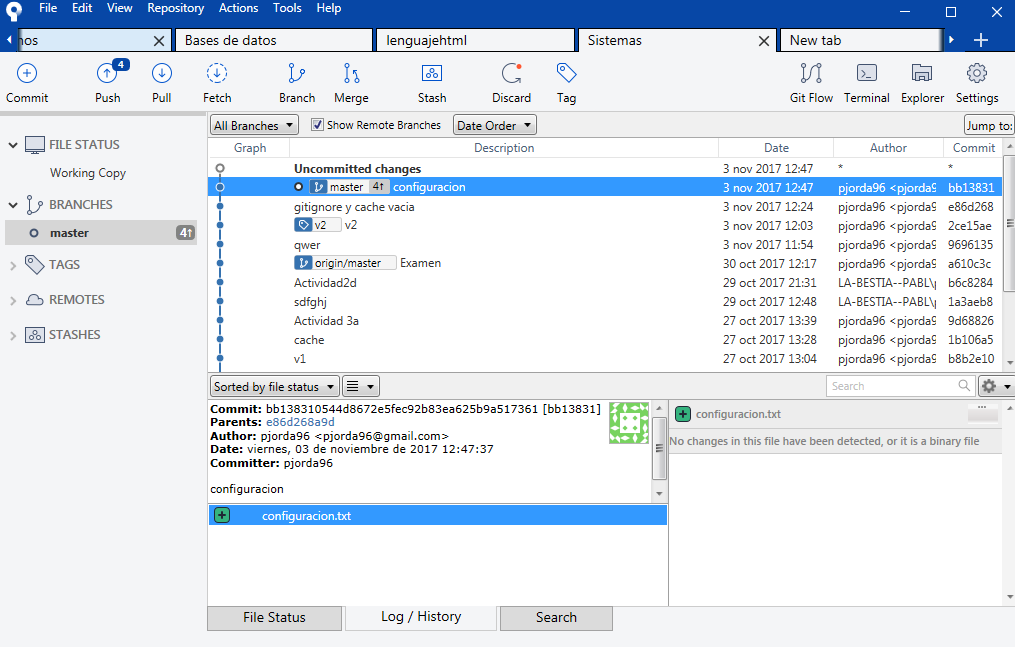 File Edit View Repository Actions Tools Help
nos Bases de datos lenguajehtml Sistemas New tab
4
Commit Push Pull Fetch Branch Merge Stash Discard Tag Git Flow Terminal Explorer Settings
All Branches Show Remote Branches Date Order Jump to:
FILE STATUS
Working Copy
BRANCHES
master 4↑
TAGS
REMOTES
STASHES
Graph Description Date Author Commit
Uncommitted changes 3 nov 2017 12:47 * *
master 4↑ configuracion 3 nov 2017 12:47 pjorda96 <pjorda9 bb13831
gitignore y cache vacia 3 nov 2017 12:24 pjorda96 <pjorda9 e86d268
v2 v2 3 nov 2017 12:03 pjorda96 <pjorda9 2ce15ae
qwer 3 nov 2017 11:54 pjorda96 <pjorda9 9696135
origin/master Examen 30 oct 2017 12:17 pjorda96 <pjorda9 a610c3c
Actividad2d 29 oct 2017 21:31 LA-BESTIA--PABL\p b6c8284
sdfghj 29 oct 2017 12:48 LA-BESTIA--PABL\p 1a3aeb8
Actividad 3a 27 oct 2017 13:39 pjorda96 <pjorda9 9d68826
cache 27 oct 2017 13:28 pjorda96 <pjorda9 1b106a5
v1 27 oct 2017 13:04 pjorda96 <pjorda9 b8b2e10
Sorted by file status Search
Commit: bb138310544d8672e5fec92b83ea625b9a517361 [bb13831]
Parents: e86d268a9d
Author: pjorda96 <pjorda96@gmail.com>
Date: viernes, 03 de noviembre de 2017 12:47:37
Committer: pjorda96
configuracion
configuracion.txt
configuracion.txt
No changes in this file have been detected, or it is a binary file
File Status Log / History Search